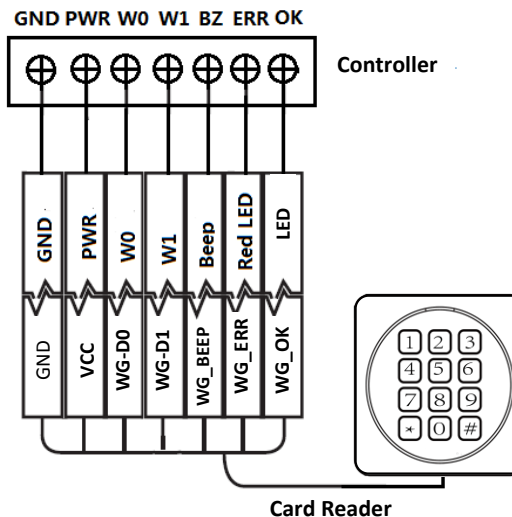 GND PWR W0 W1 BZ ERR OK
Controller
GND
PWR
W0
W1
Beep
Red LED
LED
GND
VCC
WG-D0
WG-D1
WG_BEEP
WG_ERR
WG_OK
1 2 3
4 5 6
7 8 9
* 0 #
Card Reader